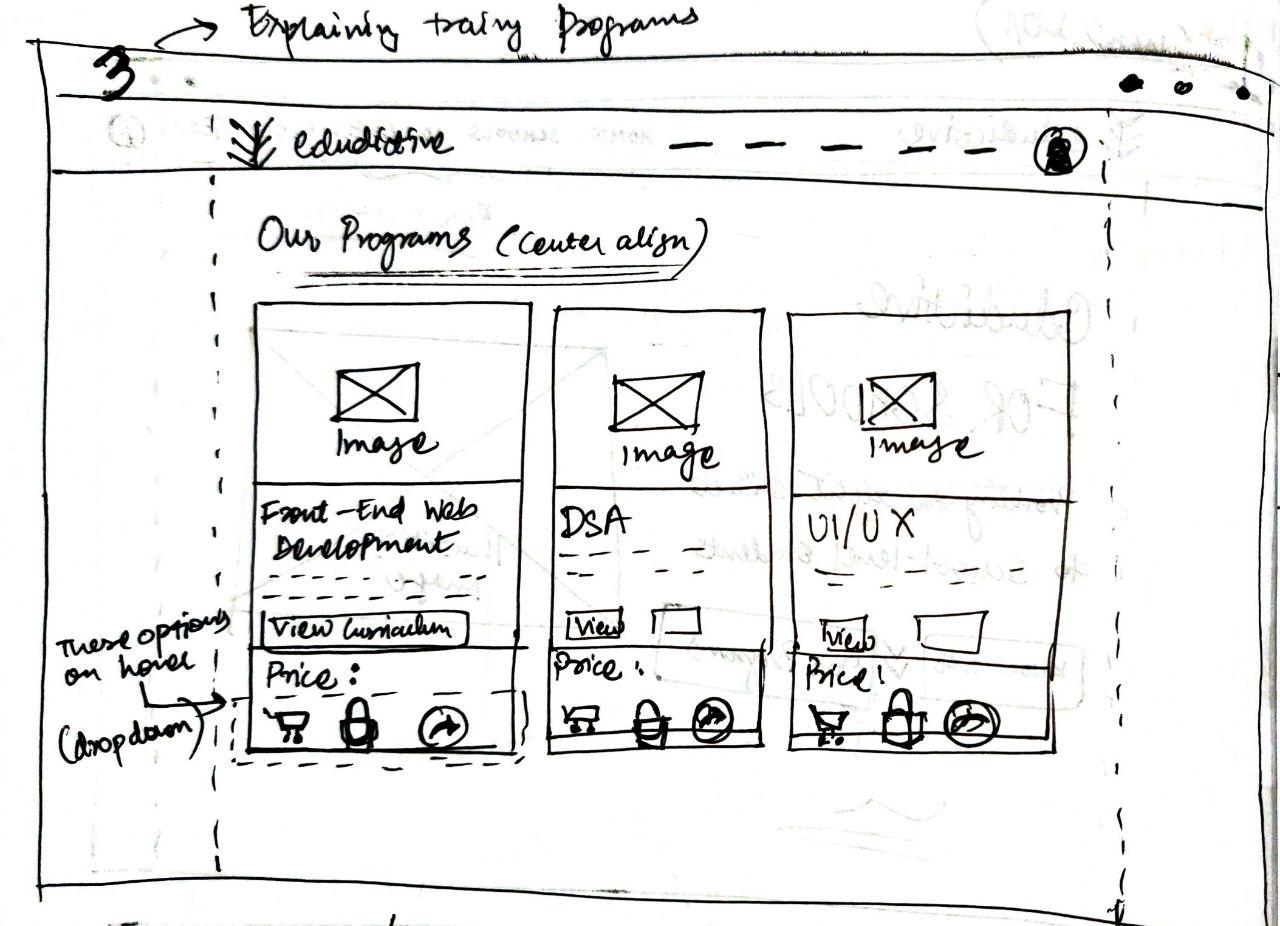 Explaining trainy Programs
3
edudictive
Our Programs (Center align)
Image
Image
Image
Front-End Web
Development
View Curriculum
Price :
DSA
View
Price :
UI/UX
View
Price :
These options
on hover
(dropdown)